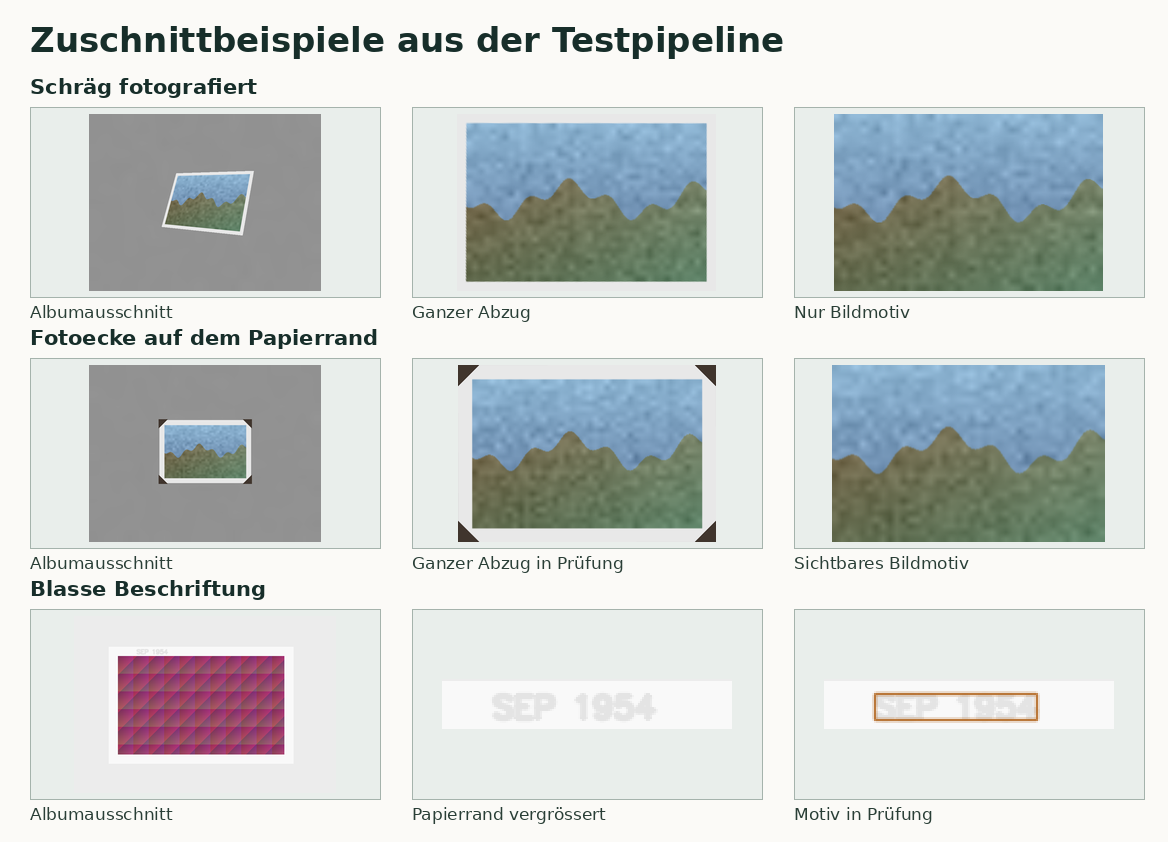 Zuschnittbeispiele aus der Testpipeline
Schräg fotografiert
Albumausschnitt
Ganzer Abzug
Nur Bildmotiv
Fotoecke auf dem Papierrand
Albumausschnitt
Ganzer Abzug in Prüfung
Sichtbares Bildmotiv
Blasse Beschriftung
SEP 1954
SEP 1954
SEP 1954
Albumausschnitt
Papierrand vergrössert
Motiv in Prüfung